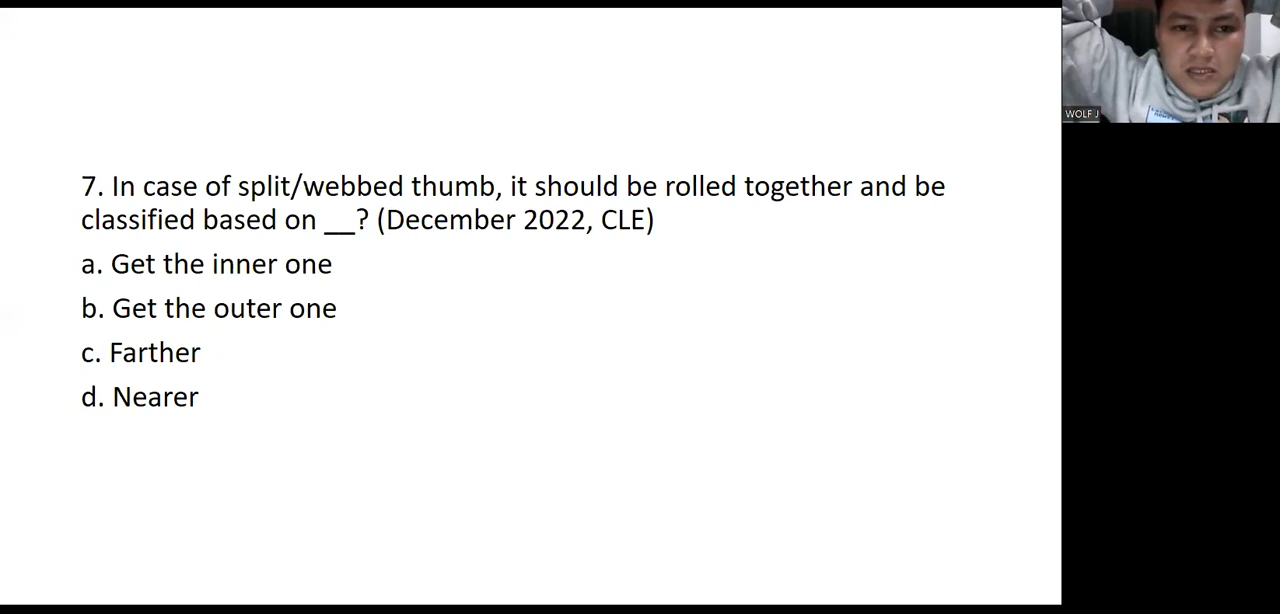 7. In case of split/webbed thumb, it should be rolled together and be
classified based on __? (December 2022, CLE)
a. Get the inner one
b. Get the outer one
c. Farther
d. Nearer
WOLF J